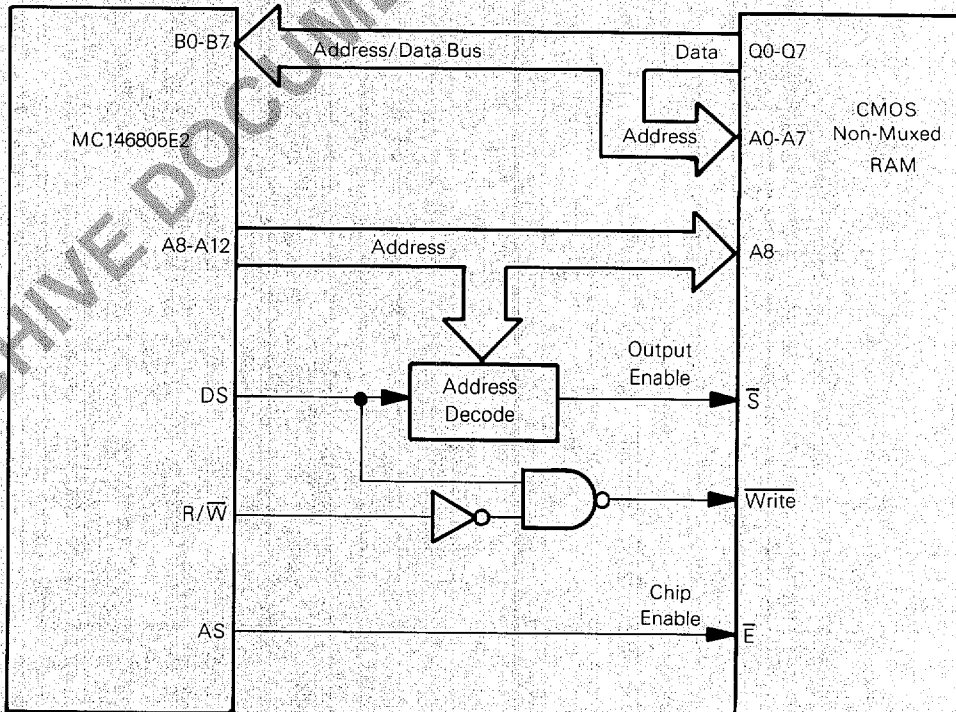 B0-B7
Address/Data Bus
Data
Q0-Q7
MC146805E2
Address
A0-A7
CMOS
Non-Muxed
RAM
A8-A12
Address
A8
DS
Address
Decode
Output
Enable
S̅
R/W̅
W̅r̅i̅t̅e̅
AS
Chip
Enable
E̅